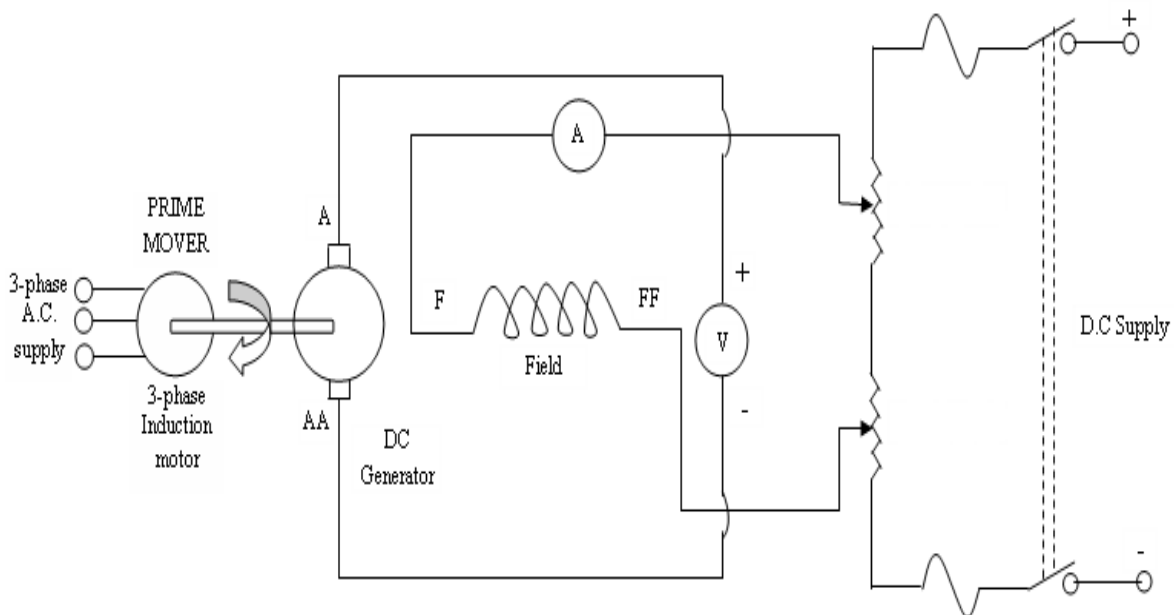 PRIME
MOVER
3-phase
A.C.
supply
3-phase
Induction
motor
A
AA
DC
Generator
A
F
FF
Field
+
V
-
+
D.C Supply
-